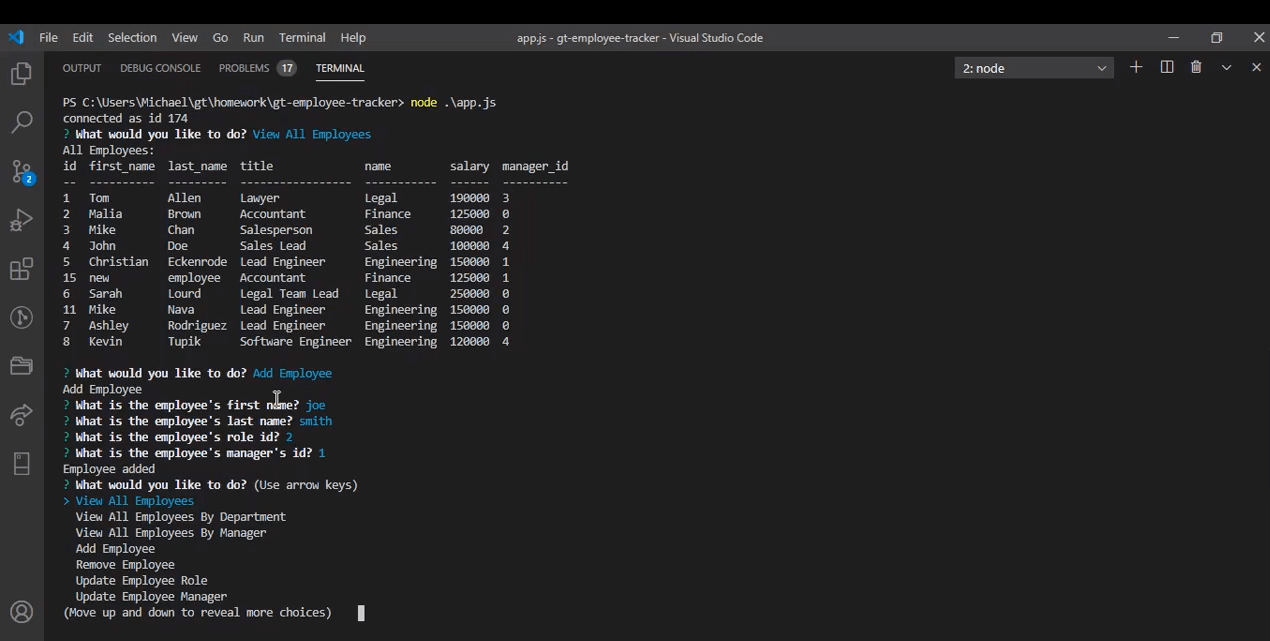 File Edit Selection View Go Run Terminal Help app.js - gt-employee-tracker - Visual Studio Code
OUTPUT DEBUG CONSOLE PROBLEMS 17 TERMINAL 2: node
PS C:\Users\Michael\gt\homework\gt-employee-tracker> node .\app.js
connected as id 174
? What would you like to do? View All Employees
All Employees:
id first_name last_name title name salary manager_id
-- ---------- --------- ----------------- ----------- ------ ----------
1 Tom Allen Lawyer Legal 190000 3
2 Malia Brown Accountant Finance 125000 0
3 Mike Chan Salesperson Sales 80000 2
4 John Doe Sales Lead Sales 100000 4
5 Christian Eckenrode Lead Engineer Engineering 150000 1
15 new employee Accountant Finance 125000 1
6 Sarah Lourd Legal Team Lead Legal 250000 0
11 Mike Nava Lead Engineer Engineering 150000 0
7 Ashley Rodriguez Lead Engineer Engineering 150000 0
8 Kevin Tupik Software Engineer Engineering 120000 4
? What would you like to do? Add Employee
Add Employee
? What is the employee's first name? joe
? What is the employee's last name? smith
? What is the employee's role id? 2
? What is the employee's manager's id? 1
Employee added
? What would you like to do? (Use arrow keys)
> View All Employees
View All Employees By Department
View All Employees By Manager
Add Employee
Remove Employee
Update Employee Role
Update Employee Manager
(Move up and down to reveal more choices)
2